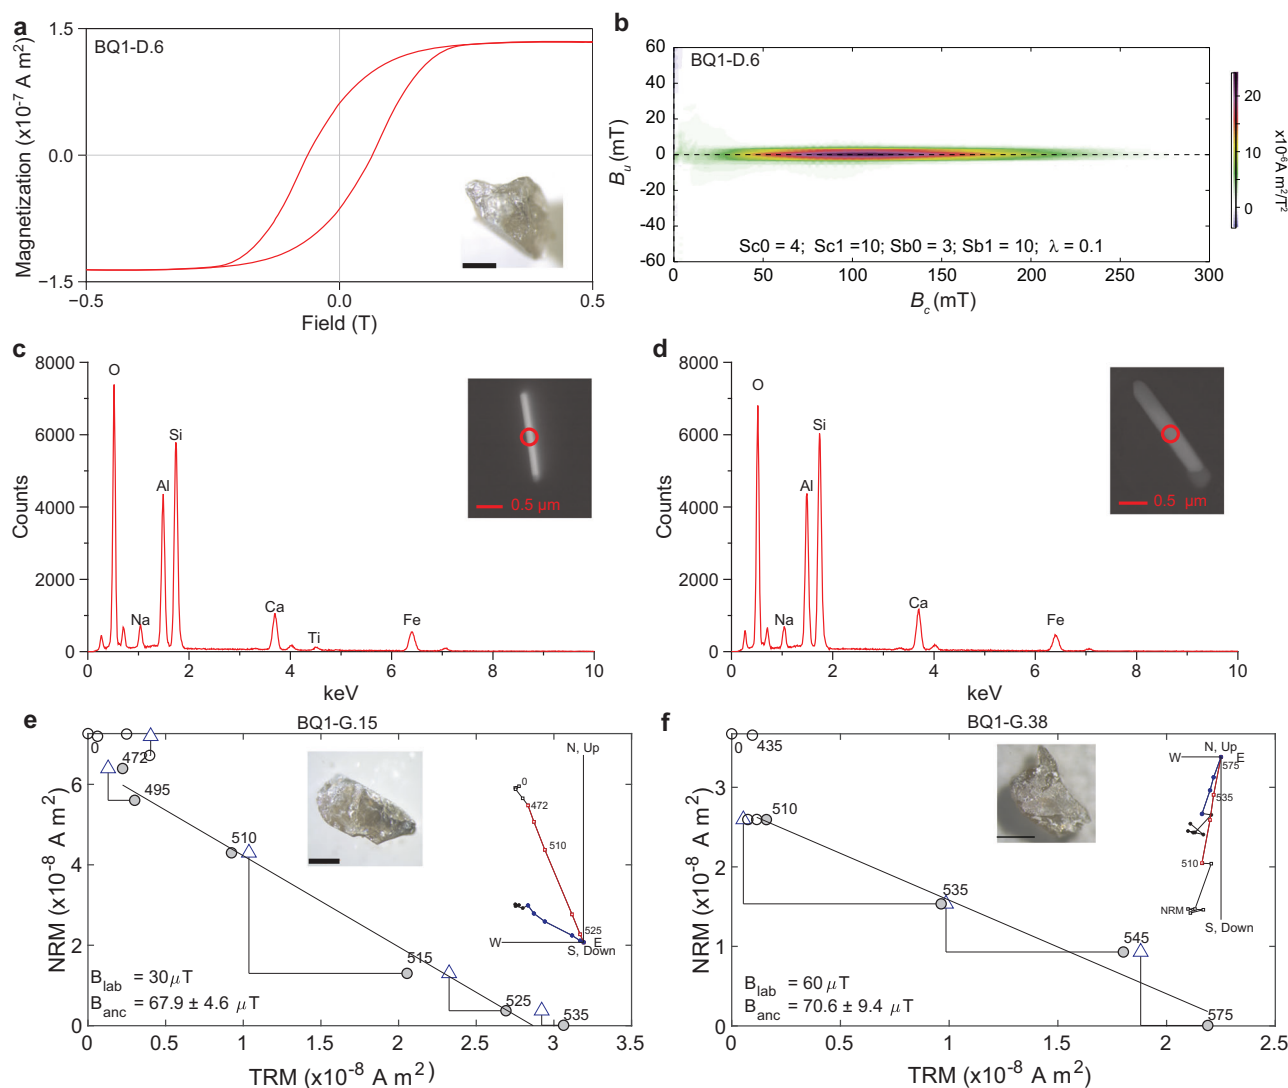 a
BQ1-D.6
1.5
0.0
−1.5
−0.5
0.0
0.5
Magnetization (x10⁻⁷ A m²)
Field (T)
b
BQ1-D.6
60
40
20
0
-20
-40
-60
Sc0 = 4; Sc1 =10; Sb0 = 3; Sb1 = 10; λ = 0.1
0
50
100
150
200
250
300
B_u (mT)
B_c (mT)
20
10
0
x10⁻⁶A m²/T²
c
8000
6000
4000
2000
0
Counts
O
Na
Al
Si
Ca
Ti
Fe
0.5 µm
0
2
4
6
8
10
keV
d
8000
6000
4000
2000
0
Counts
O
Na
Al
Si
Ca
Fe
0.5 µm
0
2
4
6
8
10
keV
e
BQ1-G.15
6
4
2
0
NRM (x10⁻⁸ A m²)
0
472
495
510
515
525
535
N, Up
0
472
510
525
W
E
S, Down
B_lab = 30µT
B_anc = 67.9 ± 4.6 µT
0
0.5
1
1.5
2
2.5
3
3.5
TRM (x10⁻⁸ A m²)
f
BQ1-G.38
3
2
1
0
NRM (x10⁻⁸ A m²)
0
435
510
535
545
575
N, Up
W
E
575
535
510
NRM
S, Down
B_lab = 60 µT
B_anc = 70.6 ± 9.4 µT
0
0.5
1
1.5
2
2.5
TRM (x10⁻⁸ A m²)